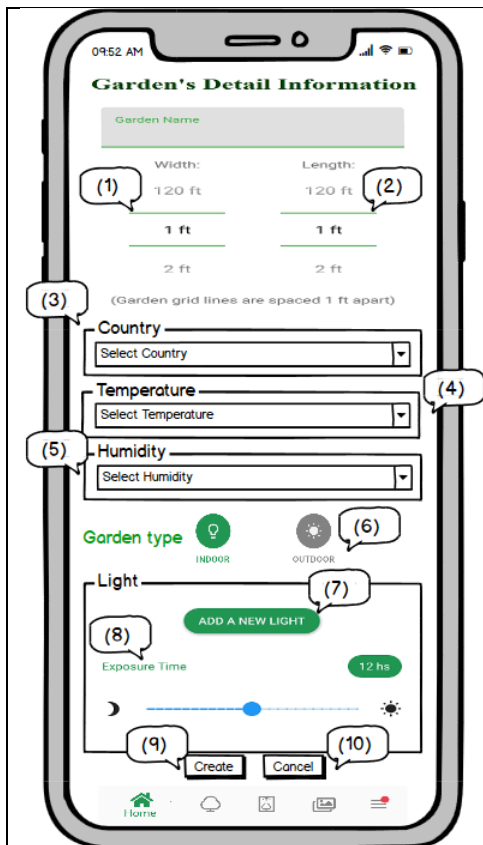 09:52 AM
Garden's Detail Information
Garden Name
Width: Length:
(1) 120 ft 120 ft (2)
1 ft 1 ft
2 ft 2 ft
(3)
(Garden grid lines are spaced 1 ft apart)
Country
Select Country
Temperature
(4)
Select Temperature
(5)
Humidity
Select Humidity
(6)
Garden type
INDOOR OUTDOOR
Light
(7)
ADD A NEW LIGHT
(8)
Exposure Time 12 hs
(9) (10)
Create Cancel
Home